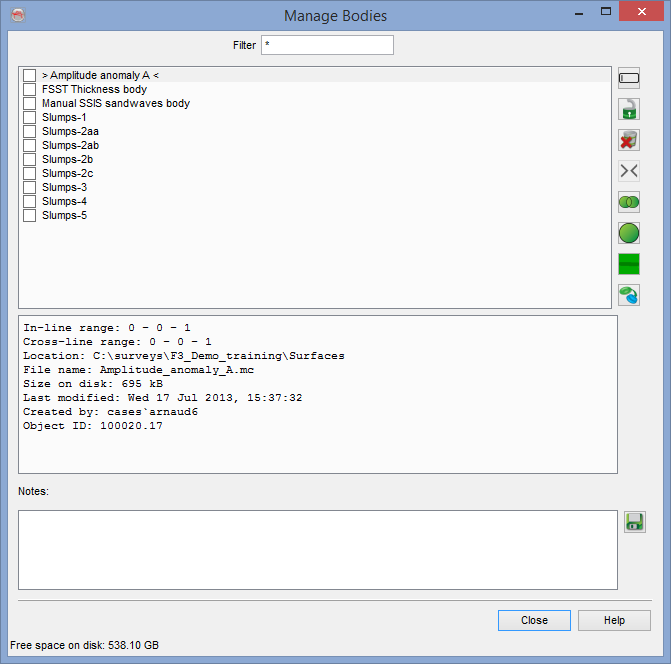 Manage Bodies
Filter *
> Amplitude anomaly A <
FSST Thickness body
Manual SSIS sandwaves body
Slumps-1
Slumps-2aa
Slumps-2ab
Slumps-2b
Slumps-2c
Slumps-3
Slumps-4
Slumps-5
In-line range: 0 - 0 - 1
Cross-line range: 0 - 0 - 1
Location: C:\surveys\F3_Demo_training\Surfaces
File name: Amplitude_anomaly_A.mc
Size on disk: 695 kB
Last modified: Wed 17 Jul 2013, 15:37:32
Created by: cases`arnaud6
Object ID: 100020.17
Notes:
Close Help
Free space on disk: 538.10 GB